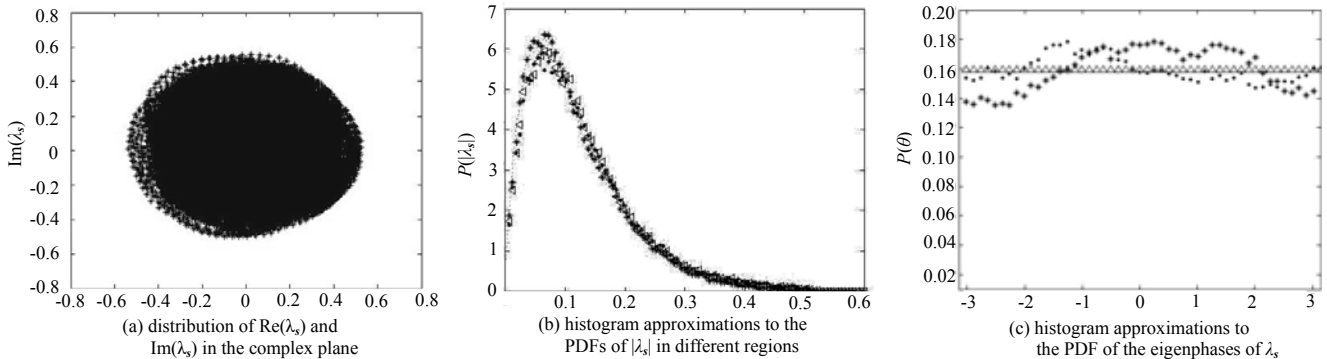 0.8
0.6
0.4
0.2
0
-0.2
-0.4
-0.6
-0.8
Im(λs)
-0.8 -0.6 -0.4 -0.2 0 0.2 0.4 0.6 0.8
(a) distribution of Re(λs) and
Im(λs) in the complex plane
7
6
5
4
3
2
1
0
P(|λs|)
0.1 0.2 0.3 0.4 0.5 0.6
(b) histogram approximations to the
PDFs of |λs| in different regions
0.20
0.18
0.16
0.14
0.12
0.10
0.08
0.06
0.04
0.02
P(θ)
-3 -2 -1 0 1 2 3
(c) histogram approximations to
the PDF of the eigenphases of λs